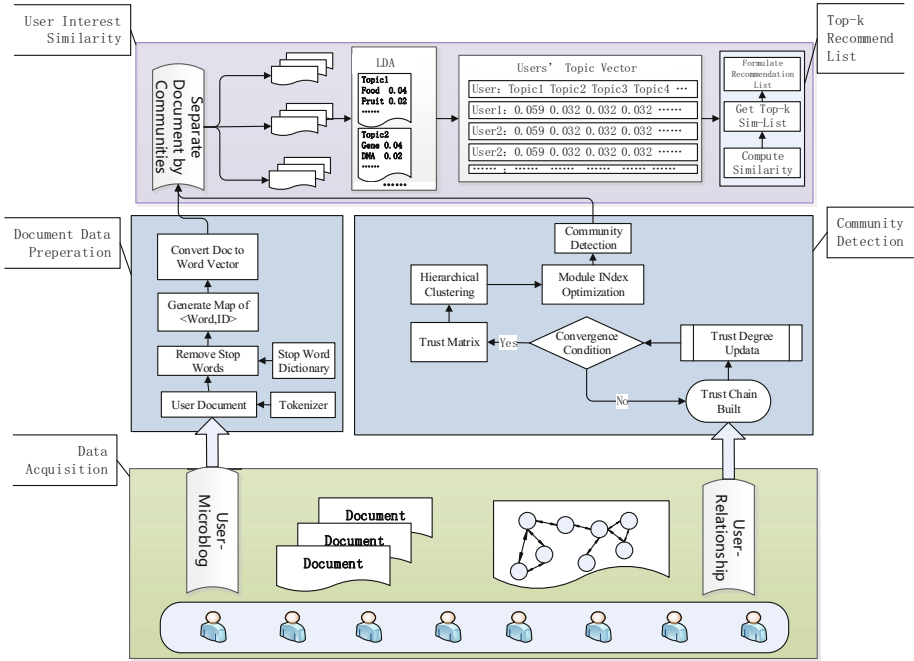 User Interest
Similarity
Top-k
Recommend
List
Separate
Document by
Communities
LDA
Topic1
Food 0.04
Fruit 0.02
……
Topic2
Gene 0.04
DNA 0.02
……
……
Users’ Topic Vector
User: Topic1 Topic2 Topic3 Topic4 …
User1: 0.059 0.032 0.032 0.032 ……
User2: 0.059 0.032 0.032 0.032 ……
User2: 0.059 0.032 0.032 0.032 ……
…… : …… …… …… …… ……
Formulate
Recommendation
List
Get Top-k
Sim-List
Compute
Similarity
Document Data
Preperation
Convert Doc to
Word Vector
Generate Map of
<Word,ID>
Remove Stop
Words
Stop Word
Dictionary
User Document
Tokenizer
Community
Detection
Community
Detection
Hierarchical
Clustering
Module INdex
Optimization
Trust Matrix
Yes
Convergence
Condition
Trust Degree
Updata
No
Trust Chain
Built
Data
Acquisition
User-
Microblog
Document
Document
Document
User-
Relationship